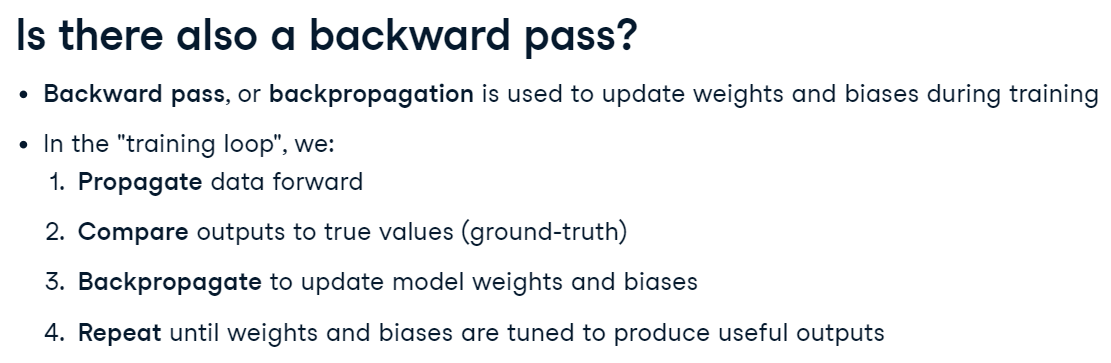 Is there also a backward pass?
• Backward pass, or backpropagation is used to update weights and biases during training
• In the "training loop", we:
1. Propagate data forward
2. Compare outputs to true values (ground-truth)
3. Backpropagate to update model weights and biases
4. Repeat until weights and biases are tuned to produce useful outputs